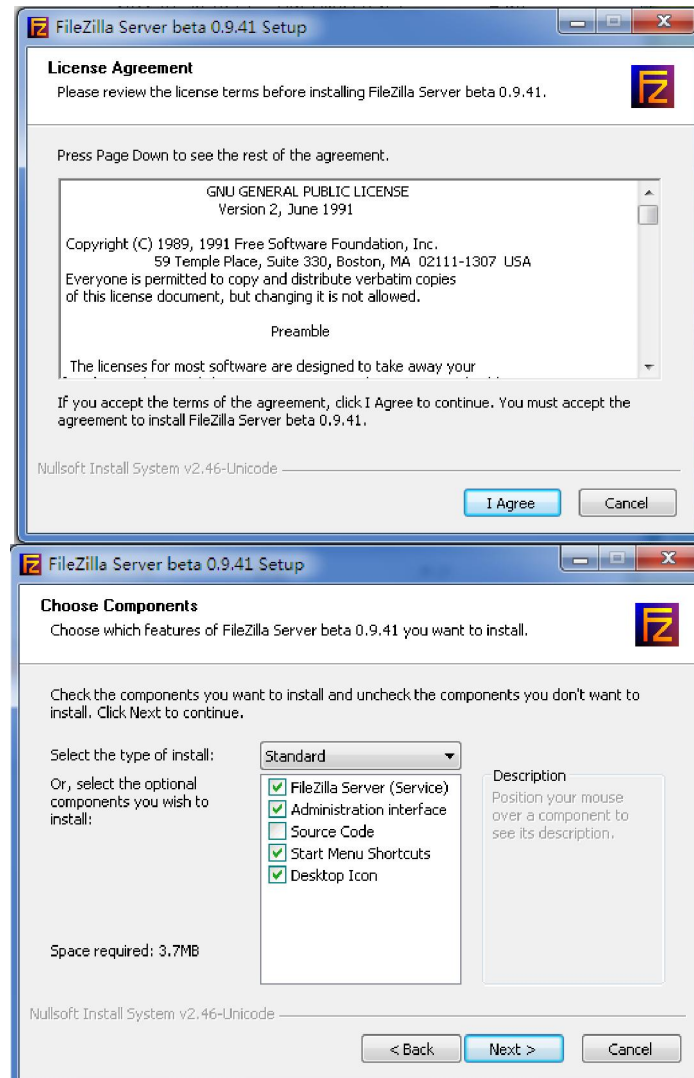 FileZilla Server beta 0.9.41 Setup
License Agreement
Please review the license terms before installing FileZilla Server beta 0.9.41.
Press Page Down to see the rest of the agreement.
GNU GENERAL PUBLIC LICENSE
Version 2, June 1991
Copyright (C) 1989, 1991 Free Software Foundation, Inc.
59 Temple Place, Suite 330, Boston, MA 02111-1307 USA
Everyone is permitted to copy and distribute verbatim copies
of this license document, but changing it is not allowed.
Preamble
The licenses for most software are designed to take away your
If you accept the terms of the agreement, click I Agree to continue. You must accept the
agreement to install FileZilla Server beta 0.9.41.
Nullsoft Install System v2.46-Unicode
I Agree Cancel
FileZilla Server beta 0.9.41 Setup
Choose Components
Choose which features of FileZilla Server beta 0.9.41 you want to install.
Check the components you want to install and uncheck the components you don't want to
install. Click Next to continue.
Select the type of install: Standard
Or, select the optional
components you wish to
install:
FileZilla Server (Service)
Administration interface
Source Code
Start Menu Shortcuts
Desktop Icon
Description
Position your mouse
over a component to
see its description.
Space required: 3.7MB
Nullsoft Install System v2.46-Unicode
< Back Next > Cancel